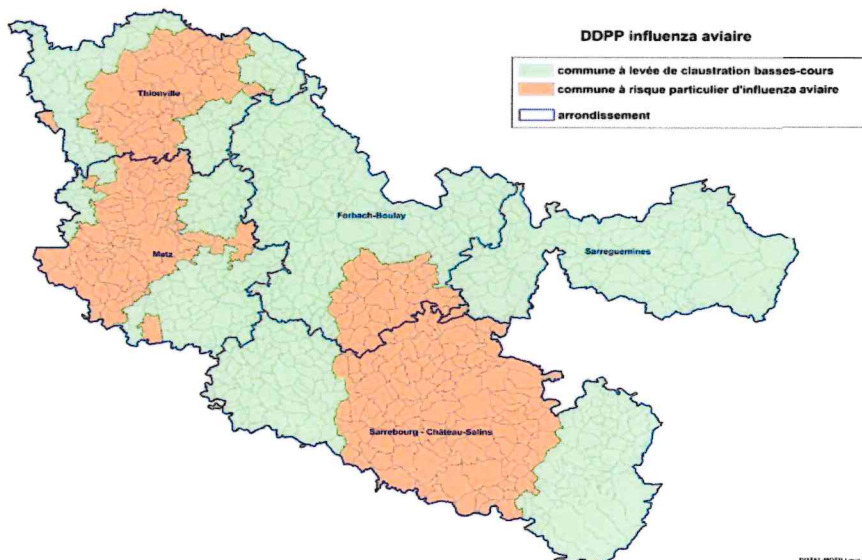 DDPP influenza aviaire
commune à levée de claustration basses-cours
commune à risque particulier d'influenza aviaire
arrondissement
Thionville
Forbach-Boulay
Metz
Sarreguemines
Sarrebourg - Château-Salins